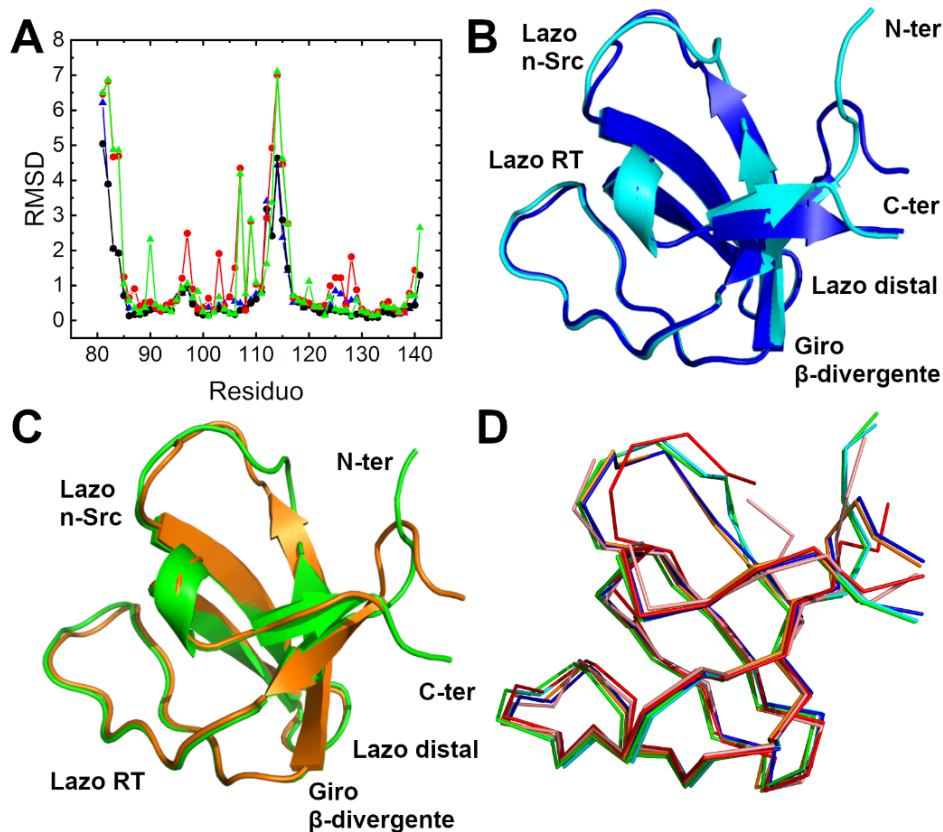 A
7
6
5
4
3
2
1
0
RMSD
80
90
100
110
120
130
140
Residuo
B
Lazo
n-Src
N-ter
Lazo RT
C-ter
Lazo distal
Giro
β-divergente
C
Lazo
n-Src
N-ter
C-ter
Lazo distal
Lazo RT
Giro
β-divergente
D